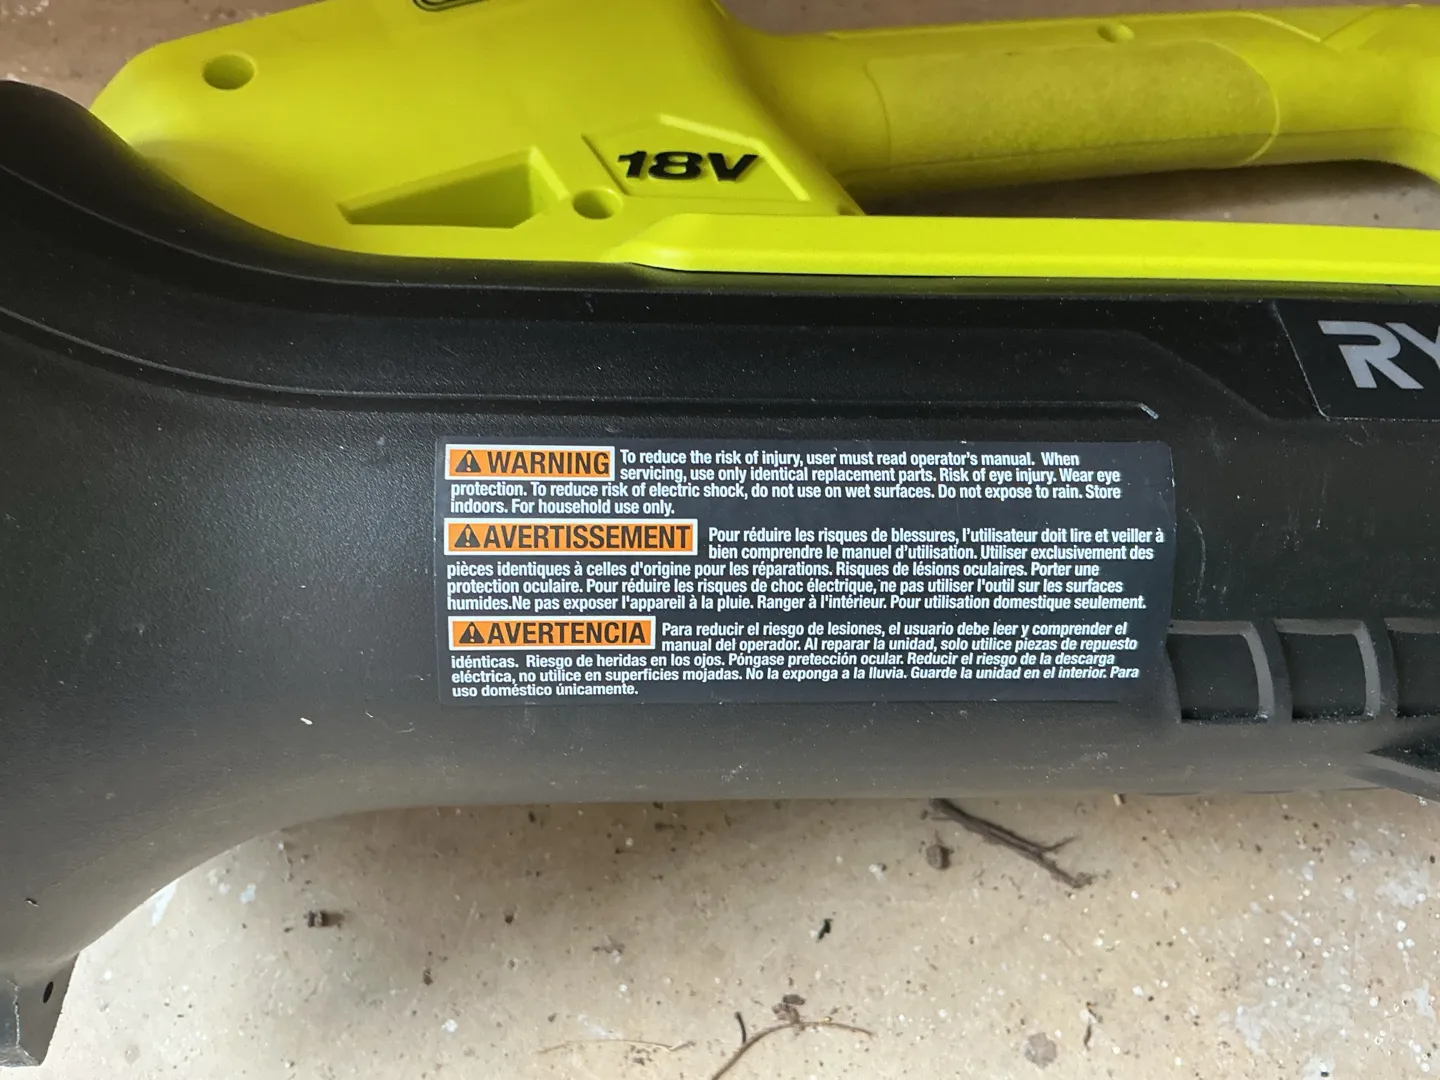 18V
RY
WARNING To reduce the risk of injury, user must read operator's manual. When
servicing, use only identical replacement parts. Risk of eye injury. Wear eye
protection. To reduce risk of electric shock, do not use on wet surfaces. Do not expose to rain. Store
indoors. For household use only.
AVERTISSEMENT Pour réduire les risques de blessures, l'utilisateur doit lire et veiller à
bien comprendre le manuel d'utilisation. Utiliser exclusivement des
pièces identiques à celles d'origine pour les réparations. Risques de lésions oculaires. Porter une
protection oculaire. Pour réduire les risques de choc électrique, ne pas utiliser l'outil sur les surfaces
humides.Ne pas exposer l'appareil à la pluie. Ranger à l'intérieur. Pour utilisation domestique seulement.
AVERTENCIA Para reducir el riesgo de lesiones, el usuario debe leer y comprender el
manual del operador. Al reparar la unidad, solo utilice piezas de repuesto
idénticas. Riesgo de heridas en los ojos. Póngase pretección ocular. Reducir el riesgo de la descarga
eléctrica, no utilice en superficies mojadas. No la exponga a la lluvia. Guarde la unidad en el interior. Para
uso doméstico únicamente.